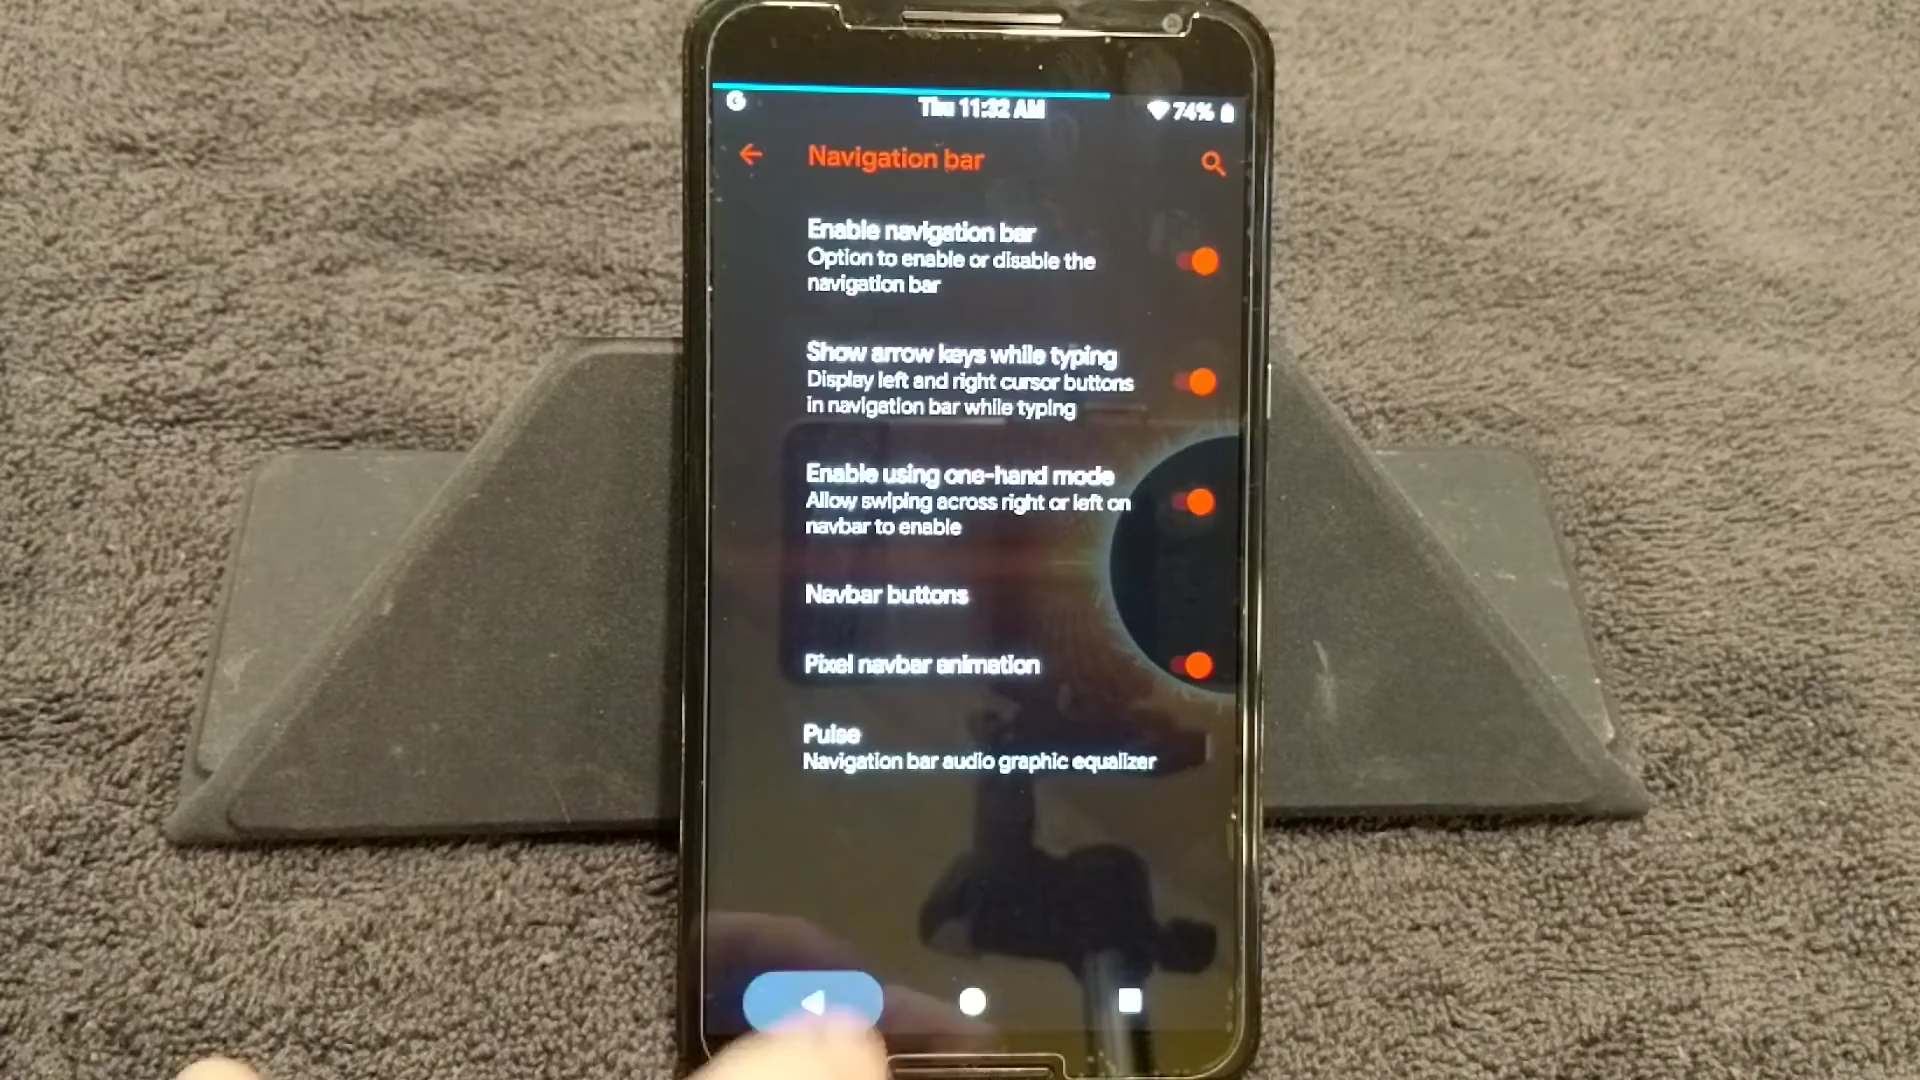 G Thu 11:32 AM 74%
Navigation bar
Enable navigation bar
Option to enable or disable the
navigation bar
Show arrow keys while typing
Display left and right cursor buttons
in navigation bar while typing
Enable using one-hand mode
Allow swiping across right or left on
navbar to enable
Navbar buttons
Pixel navbar animation
Pulse
Navigation bar audio graphic equalizer